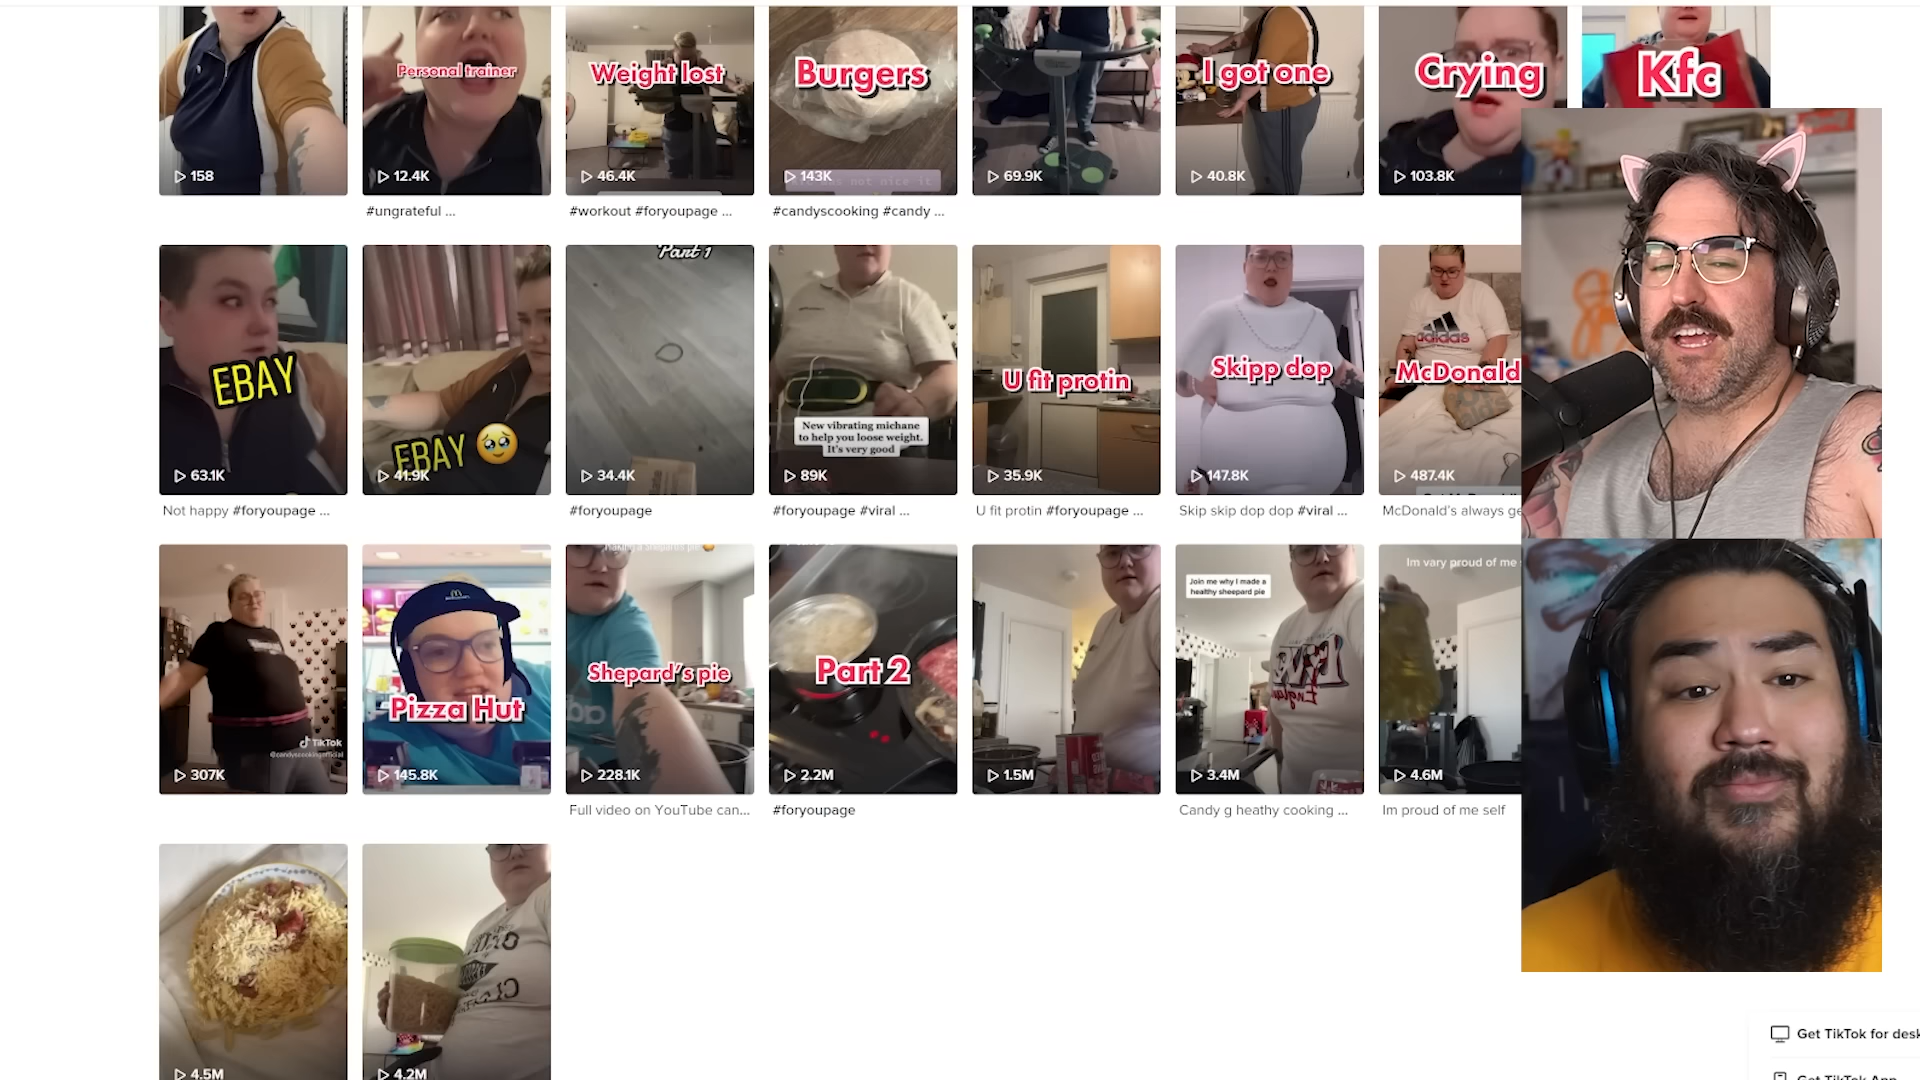 158
Personal trainer
12.4K
#ungrateful ...
Weight lost
46.4K
#workout #foryoupage ...
Burgers
143K
#candyscooking #candy ...
69.9K
I got one
40.8K
Crying
103.8K
Kfc
EBAY
63.1K
Not happy #foryoupage ...
EBAY
41.9K
Part 1
34.4K
#foryoupage
New vibrating michane
to help you loose weight.
It's very good
89K
#foryoupage #viral ...
U fit protin
35.9K
U fit protin #foryoupage ...
Skipp dop
147.8K
Skip skip dop dop #viral ...
adidas
McDonald
487.4K
McDonald's always ge
TikTok
@candyscookingofficial
307K
Pizza Hut
145.8K
Shepard's pie
228.1K
Full video on YouTube can...
Part 2
2.2M
#foryoupage
1.5M
Join me why I made a
healthy sheepard pie
3.4M
Candy g heathy cooking ...
Im vary proud of me
4.6M
Im proud of me self
4.5M
4.2M
Get TikTok for desk
Get TikTok App